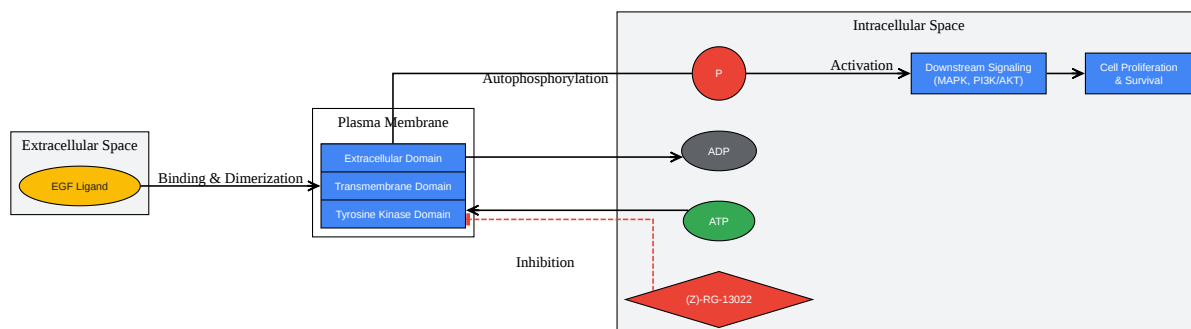 Intracellular Space
P
Activation
Downstream Signaling
(MAPK, PI3K/AKT)
Cell Proliferation
& Survival
Autophosphorylation
Plasma Membrane
Extracellular Space
EGF Ligand
Binding & Dimerization
Extracellular Domain
Transmembrane Domain
Tyrosine Kinase Domain
ADP
ATP
Inhibition
(Z)-RG-13022